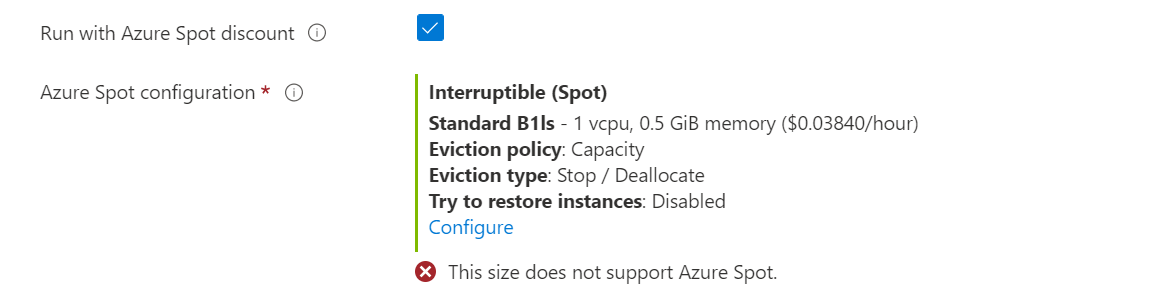 Run with Azure Spot discount
Azure Spot configuration *
Interruptible (Spot)
Standard B1ls - 1 vcpu, 0.5 GiB memory ($0.03840/hour)
Eviction policy: Capacity
Eviction type: Stop / Deallocate
Try to restore instances: Disabled
Configure
This size does not support Azure Spot.